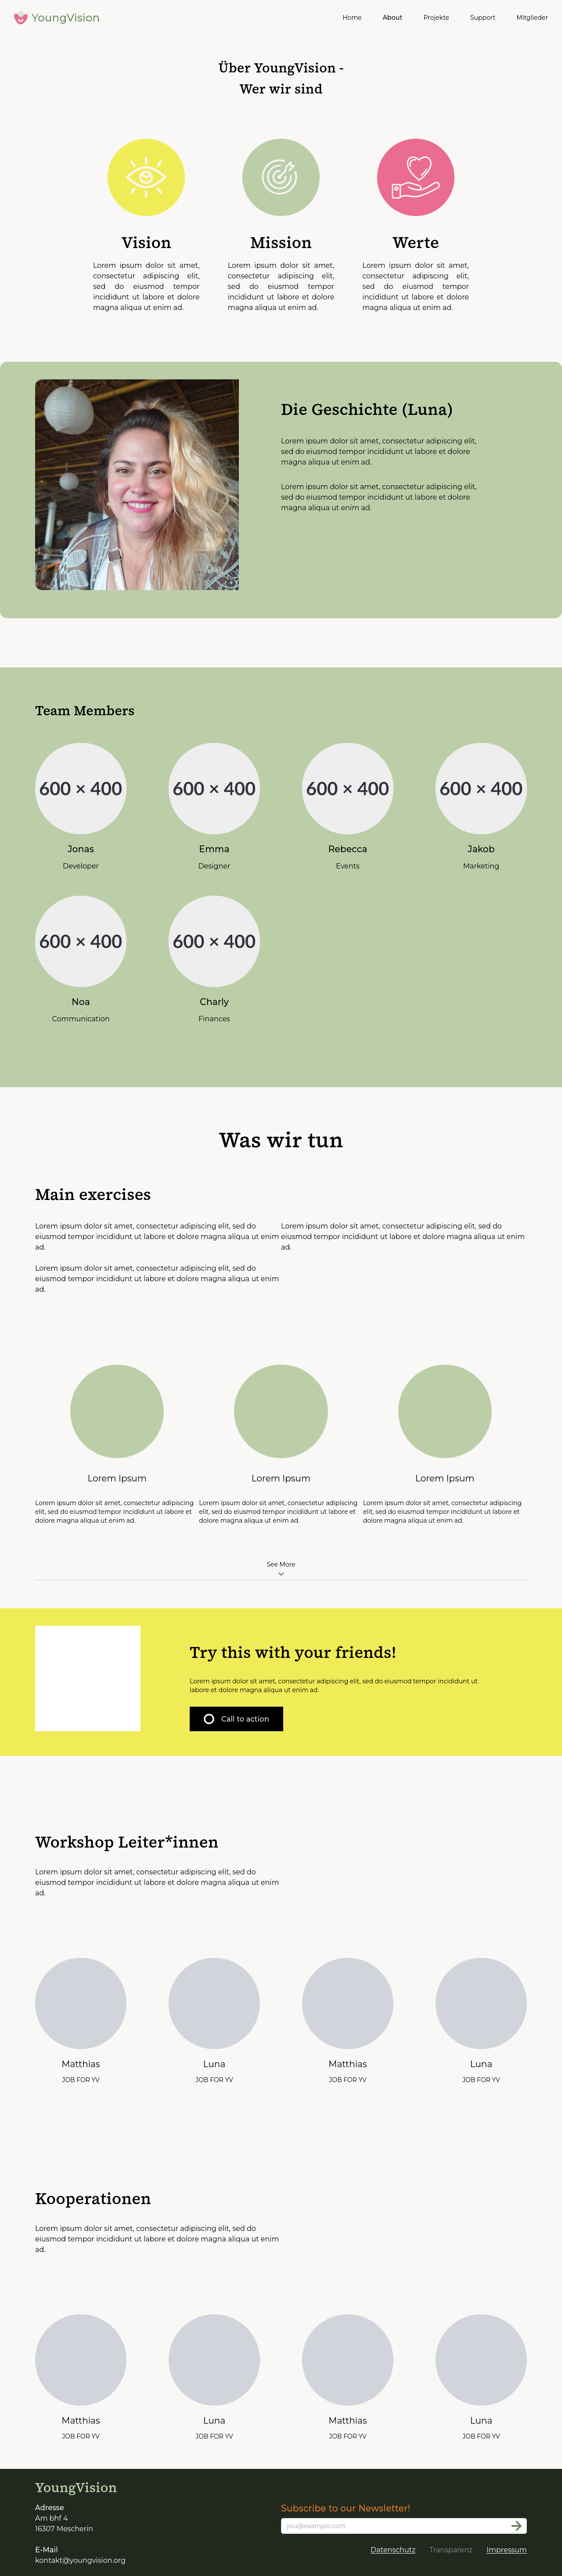 YoungVision
Home
About
Projekte
Support
Mitglieder
Über YoungVision -
Wer wir sind
Vision
Lorem ipsum dolor sit amet,
consectetur adipiscing elit,
sed do eiusmod tempor
incididunt ut labore et dolore
magna aliqua ut enim ad.
Mission
Lorem ipsum dolor sit amet,
consectetur adipiscing elit,
sed do eiusmod tempor
incididunt ut labore et dolore
magna aliqua ut enim ad.
Werte
Lorem ipsum dolor sit amet,
consectetur adipiscing elit,
sed do eiusmod tempor
incididunt ut labore et dolore
magna aliqua ut enim ad.
Die Geschichte (Luna)
Lorem ipsum dolor sit amet, consectetur adipiscing elit,
sed do eiusmod tempor incididunt ut labore et dolore
magna aliqua ut enim ad.
Lorem ipsum dolor sit amet, consectetur adipiscing elit,
sed do eiusmod tempor incididunt ut labore et dolore
magna aliqua ut enim ad.
Team Members
600 × 400
Jonas
Developer
600 × 400
Emma
Designer
600 × 400
Rebecca
Events
600 × 400
Jakob
Marketing
600 × 400
Noa
Communication
600 × 400
Charly
Finances
Was wir tun
Main exercises
Lorem ipsum dolor sit amet, consectetur adipiscing elit, sed do
eiusmod tempor incididunt ut labore et dolore magna aliqua ut enim
ad.
Lorem ipsum dolor sit amet, consectetur adipiscing elit, sed do
eiusmod tempor incididunt ut labore et dolore magna aliqua ut enim
ad.
Lorem ipsum dolor sit amet, consectetur adipiscing elit, sed do
eiusmod tempor incididunt ut labore et dolore magna aliqua ut enim
ad.
Lorem Ipsum
Lorem ipsum dolor sit amet, consectetur adipiscing
elit, sed do eiusmod tempor incididunt ut labore et
dolore magna aliqua ut enim ad.
Lorem Ipsum
Lorem ipsum dolor sit amet, consectetur adipiscing
elit, sed do eiusmod tempor incididunt ut labore et
dolore magna aliqua ut enim ad.
Lorem Ipsum
Lorem ipsum dolor sit amet, consectetur adipiscing
elit, sed do eiusmod tempor incididunt ut labore et
dolore magna aliqua ut enim ad.
See More
Try this with your friends!
Lorem ipsum dolor sit amet, consectetur adipiscing elit, sed do eiusmod tempor incididunt ut
labore et dolore magna aliqua ut enim ad.
Call to action
Workshop Leiter*innen
Lorem ipsum dolor sit amet, consectetur adipiscing elit, sed do
eiusmod tempor incididunt ut labore et dolore magna aliqua ut enim
ad.
Matthias
JOB FOR YV
Luna
JOB FOR YV
Matthias
JOB FOR YV
Luna
JOB FOR YV
Kooperationen
Lorem ipsum dolor sit amet, consectetur adipiscing elit, sed do
eiusmod tempor incididunt ut labore et dolore magna aliqua ut enim
ad.
Matthias
JOB FOR YV
Luna
JOB FOR YV
Matthias
JOB FOR YV
Luna
JOB FOR YV
YoungVision
Adresse
Am bhf 4
16307 Mescherin
E-Mail
kontakt@youngvision.org
Subscribe to our Newsletter!
you@example.com
Datenschutz
Transparenz
Impressum